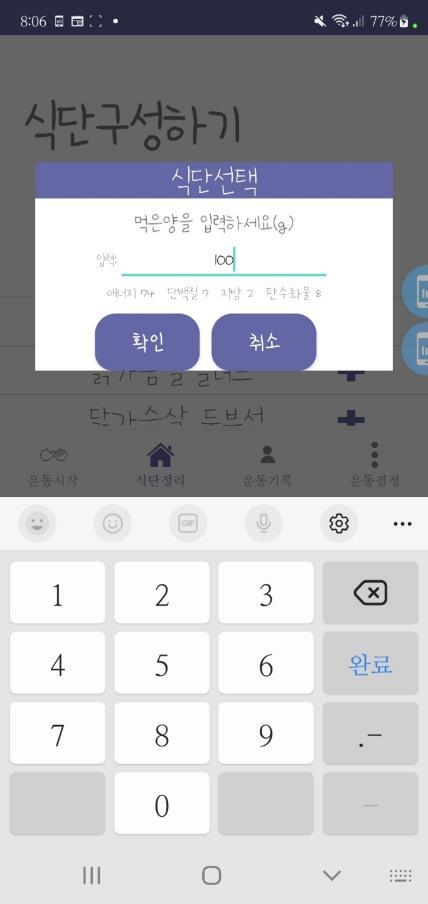 8:06 77%
식단구성하기
식단선택
먹은양을 입력하세요(g)
입력: 100
에너지 74 단백질 7 지방 2 탄수화물 8
확인 취소
운동시작 식단정리 운동기록 운동결정
GIF
1 2 3
4 5 6 완료
7 8 9 .-
0 -